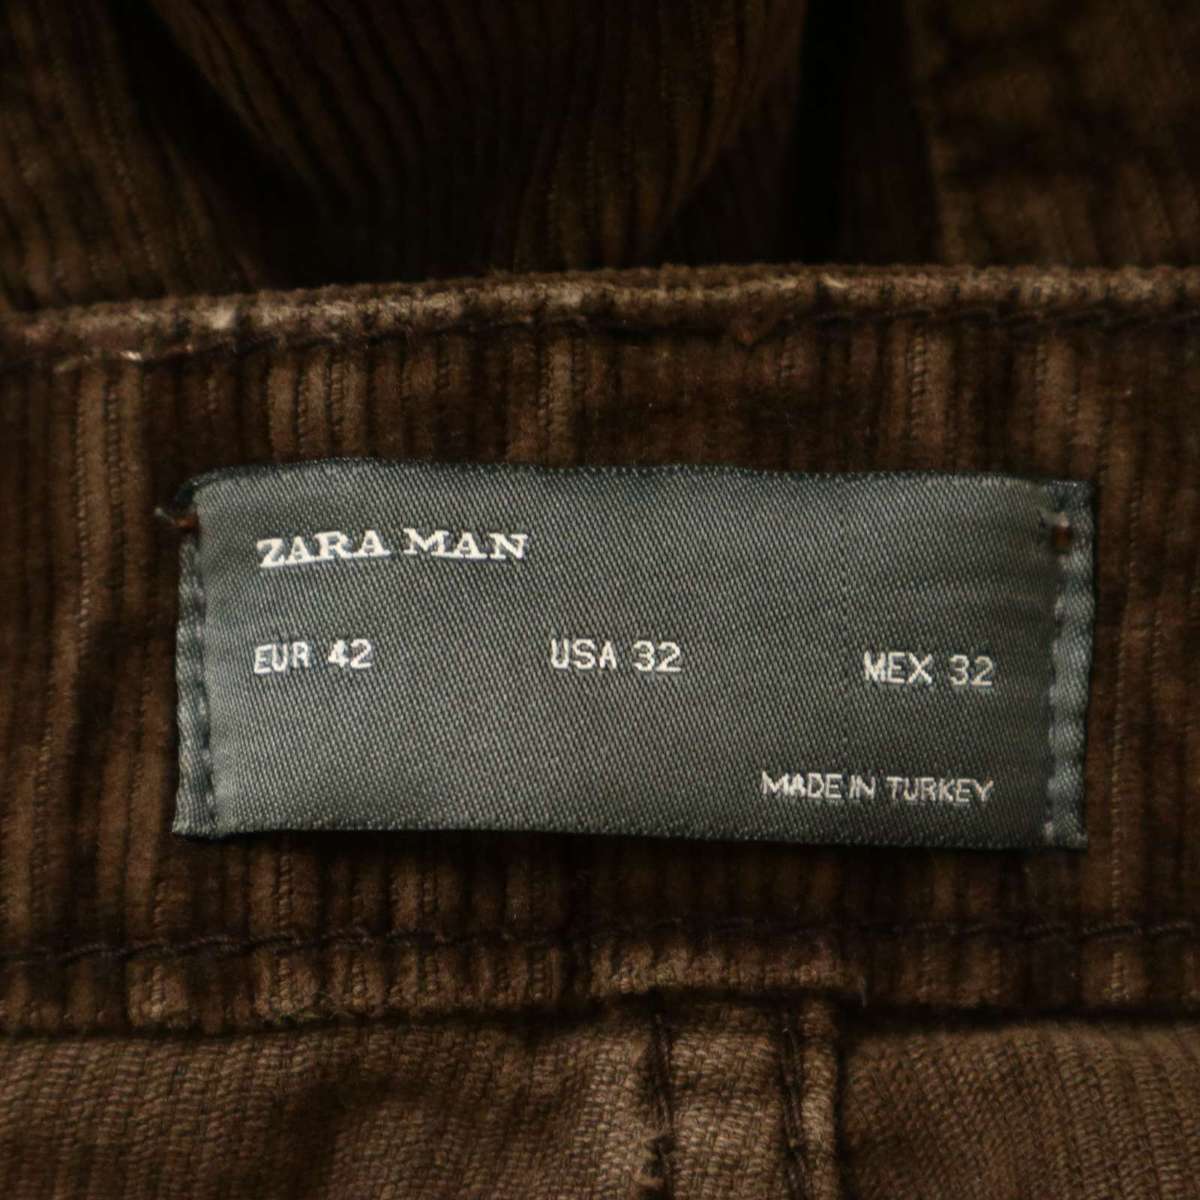 ZARA MAN
EUR 42 USA 32 MEX 32
MADE IN TURKEY